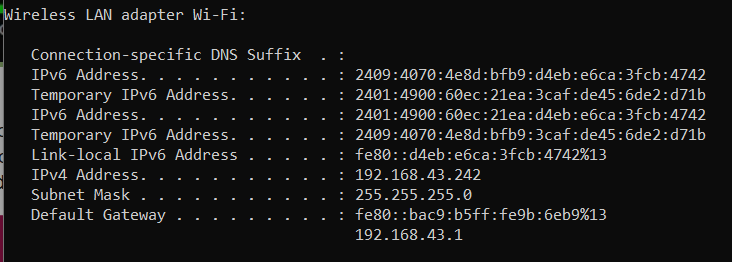 Wireless LAN adapter Wi-Fi:
Connection-specific DNS Suffix  . :
IPv6 Address. . . . . . . . . . . : 2409:4070:4e8d:bfb9:d4eb:e6ca:3fcb:4742
Temporary IPv6 Address. . . . . . : 2401:4900:60ec:21ea:3caf:de45:6de2:d71b
IPv6 Address. . . . . . . . . . . : 2401:4900:60ec:21ea:d4eb:e6ca:3fcb:4742
Temporary IPv6 Address. . . . . . : 2409:4070:4e8d:bfb9:3caf:de45:6de2:d71b
Link-local IPv6 Address . . . . . : fe80::d4eb:e6ca:3fcb:4742%13
IPv4 Address. . . . . . . . . . . : 192.168.43.242
Subnet Mask . . . . . . . . . . . : 255.255.255.0
Default Gateway . . . . . . . . . : fe80::bac9:b5ff:fe9b:6eb9%13
192.168.43.1